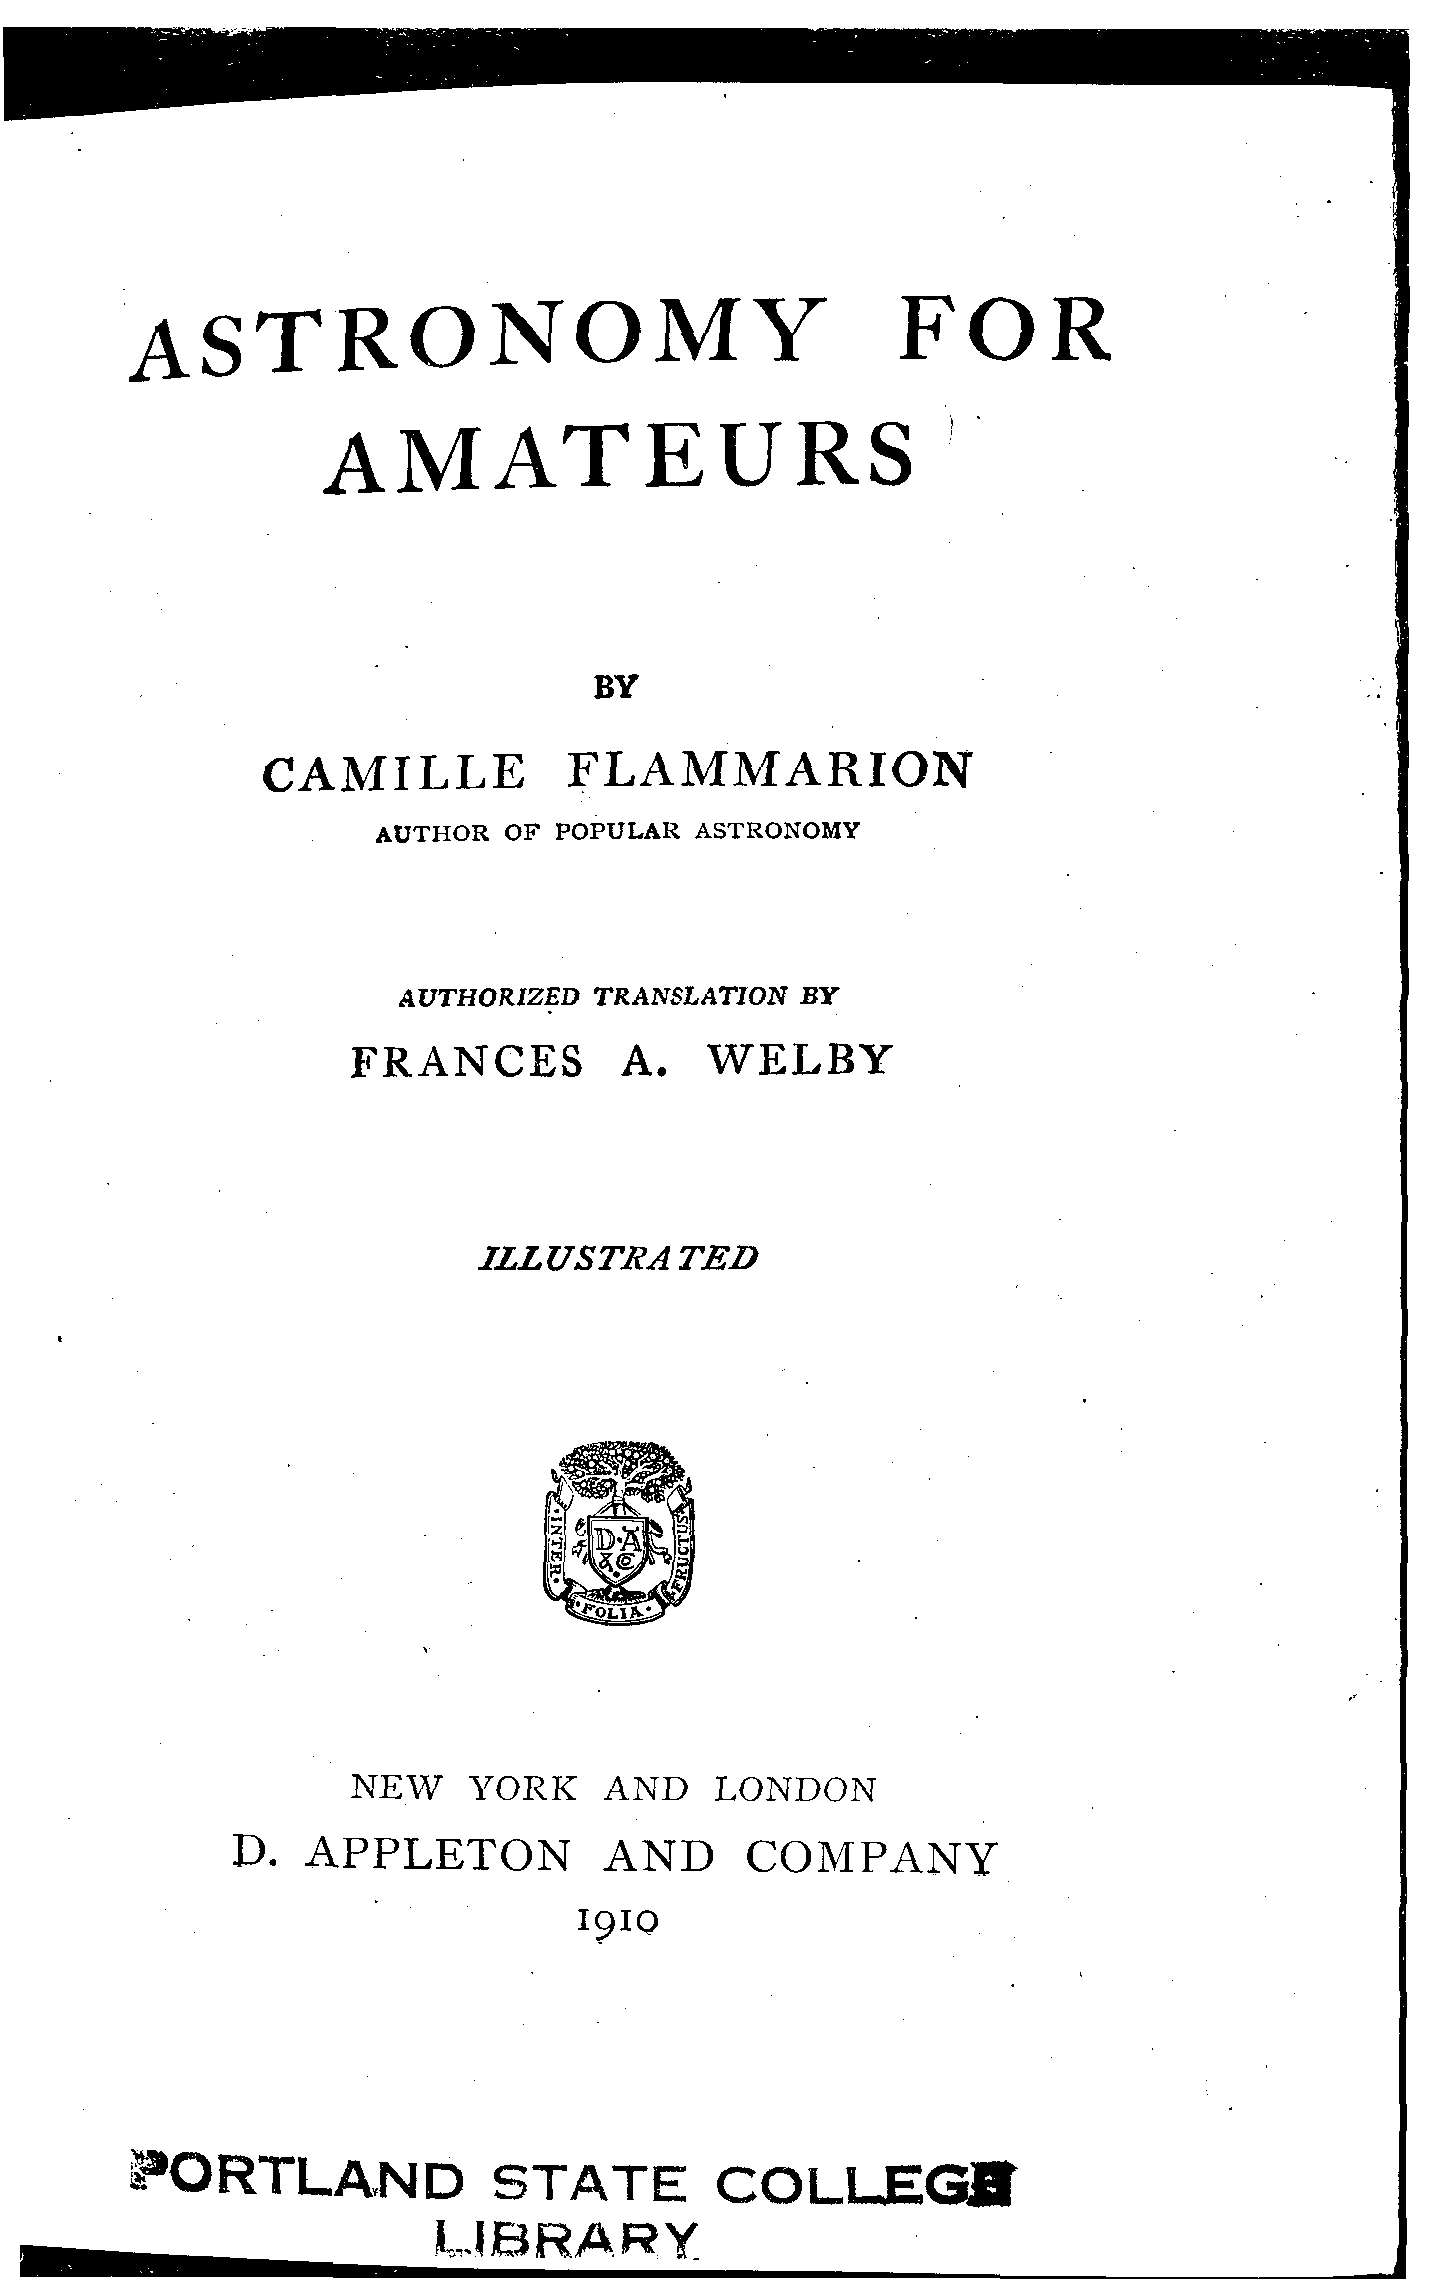 ASTRONOMY FOR
AMATEURS
BY
CAMILLE FLAMMARION
AUTHOR OF POPULAR ASTRONOMY
AUTHORIZED TRANSLATION BY
FRANCES A. WELBY
ILLUSTRATED
D·A
& Co
·INTER·
·FOLIA·
·FRUCTUS·
NEW YORK AND LONDON
D. APPLETON AND COMPANY
1910
PORTLAND STATE COLLEGE
LIBRARY